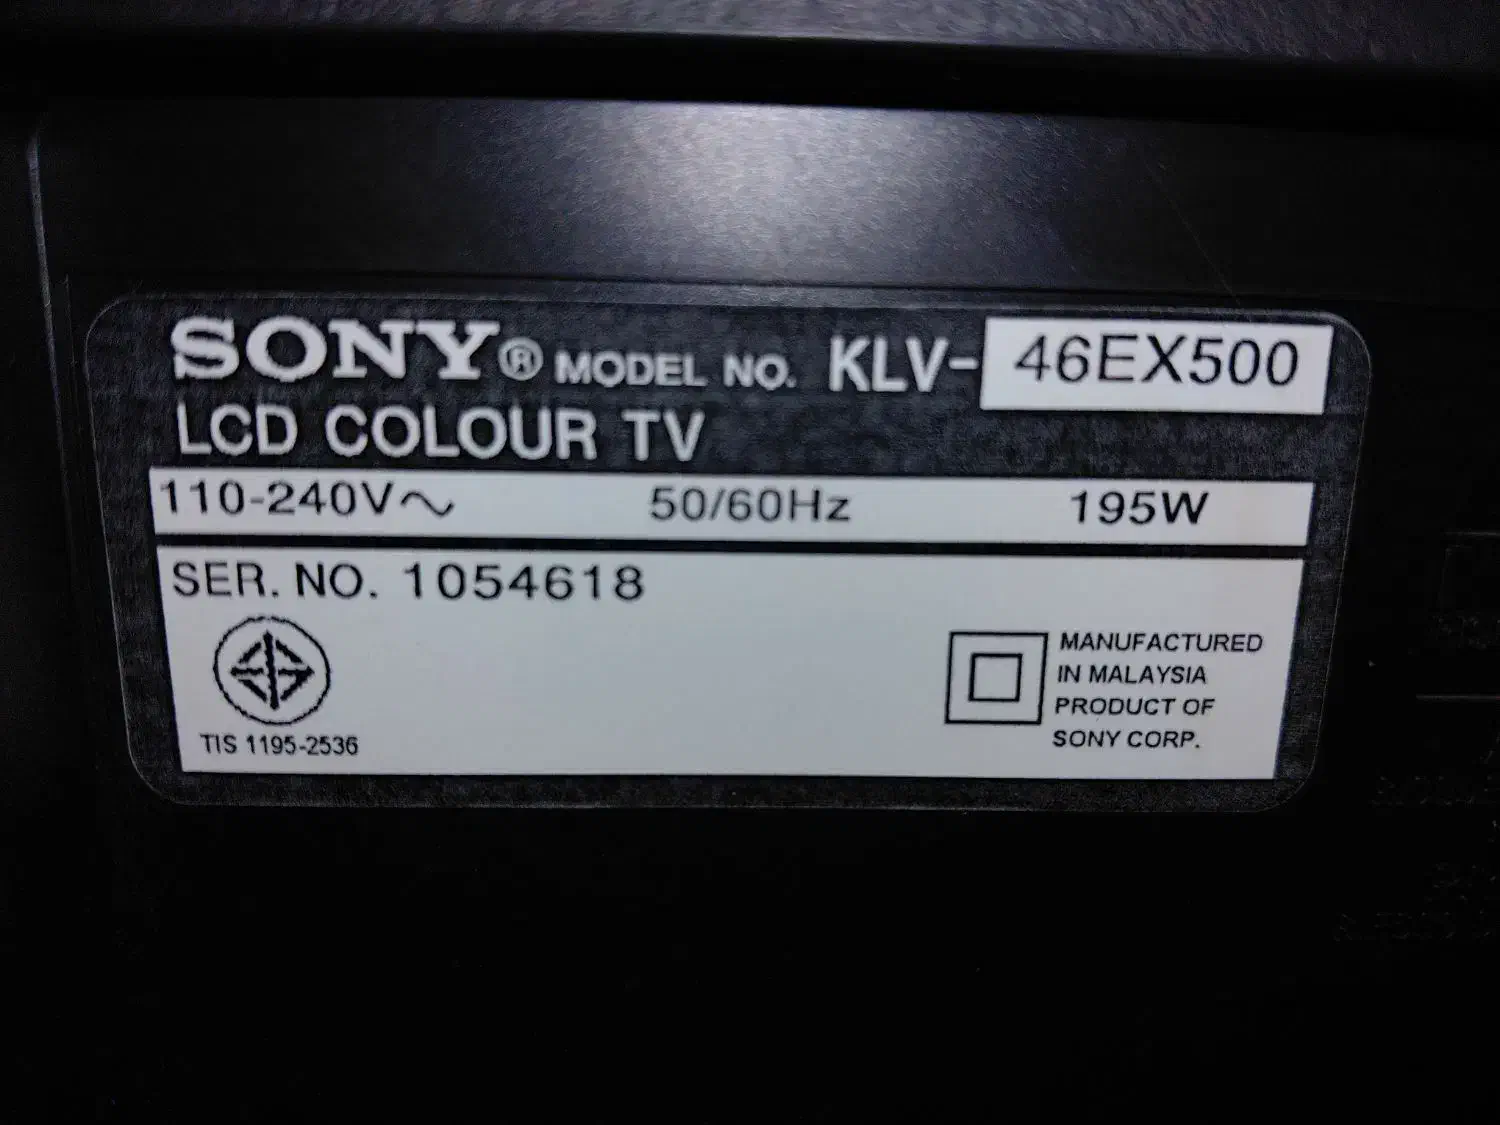 SONY® MODEL NO. KLV-46EX500
LCD COLOUR TV
110-240V～ 50/60Hz 195W
SER. NO. 1054618
TIS 1195-2536
MANUFACTURED
IN MALAYSIA
PRODUCT OF
SONY CORP.